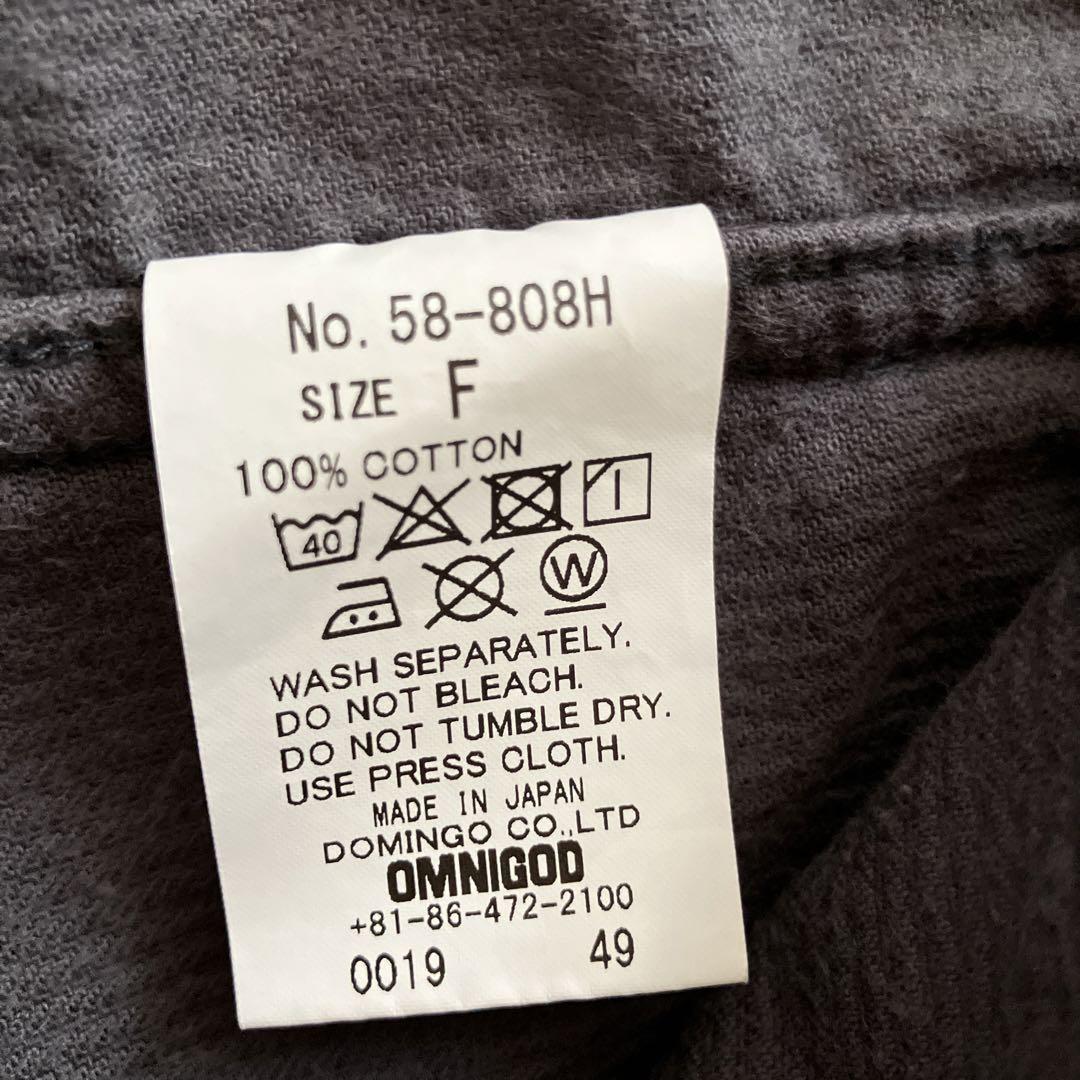 No. 58-808H
SIZE F
100% COTTON
40
W
WASH SEPARATELY.
DO NOT BLEACH.
DO NOT TUMBLE DRY.
USE PRESS CLOTH.
MADE IN JAPAN
DOMINGO CO.,LTD
OMNIGOD
+81-86-472-2100
0019 49